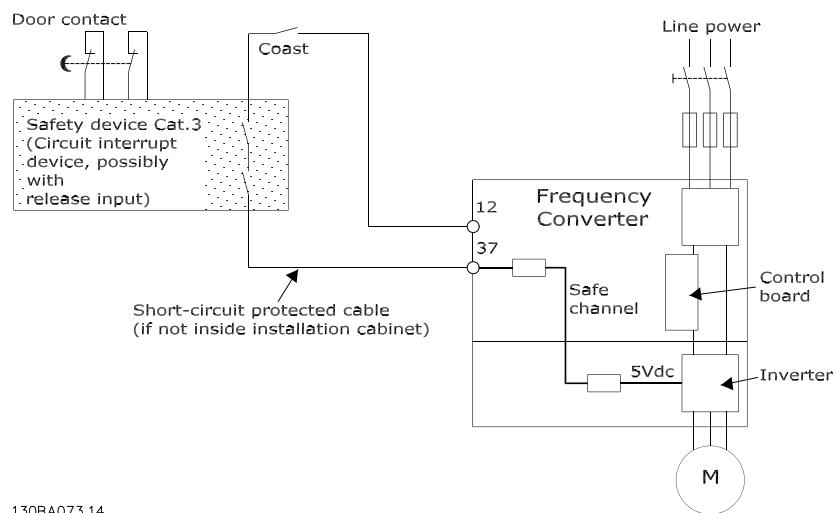 Door contact
Coast
Line power
Safety device Cat.3
(Circuit interrupt
device, possibly
with
release input)
Frequency
Converter
12
37
Safe
channel
Control
board
Short-circuit protected cable
(if not inside installation cabinet)
5Vdc
Inverter
M
130BA073.14